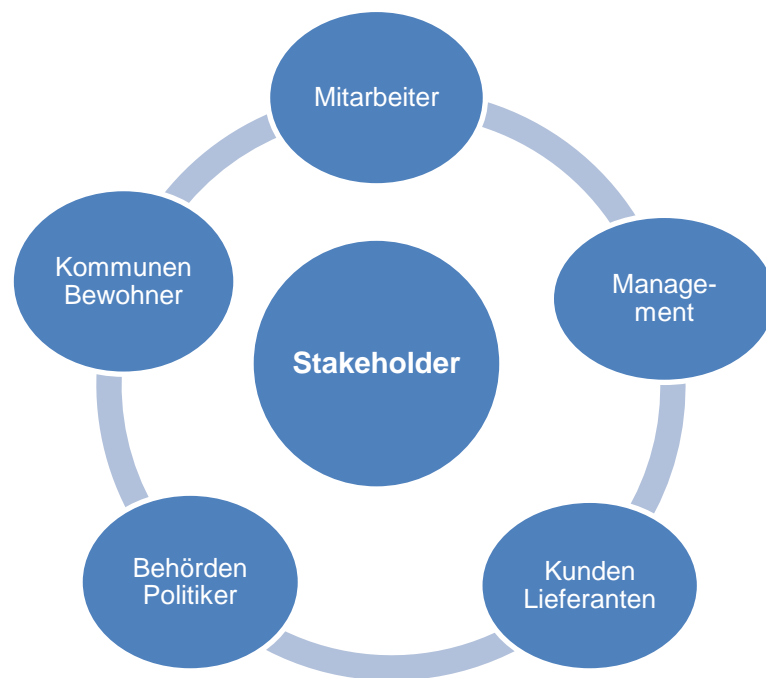 Mitarbeiter
Manage-
ment
Kunden
Lieferanten
Behörden
Politiker
Kommunen
Bewohner
Stakeholder